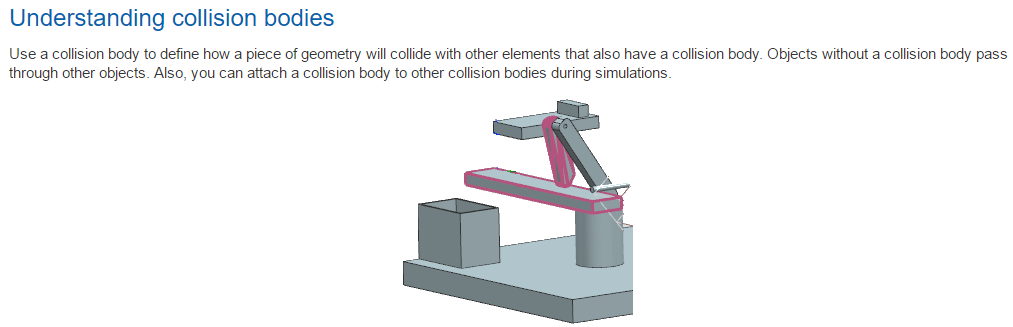 Understanding collision bodies
Use a collision body to define how a piece of geometry will collide with other elements that also have a collision body. Objects without a collision body pass
through other objects. Also, you can attach a collision body to other collision bodies during simulations.